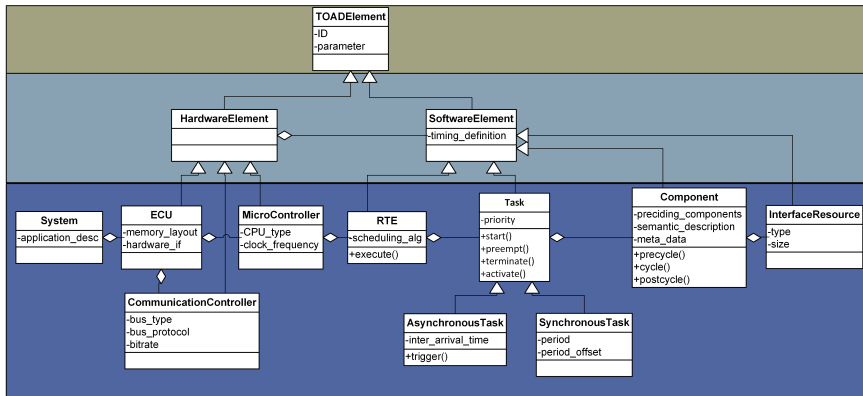 TOADElement
-ID
-parameter
HardwareElement
SoftwareElement
-timing_definition
System
-application_desc
ECU
-memory_layout
-hardware_if
MicroController
-CPU_type
-clock_frequency
RTE
-scheduling_alg
+execute()
Task
-priority
+start()
+preempt()
+terminate()
+activate()
Component
-preciding_components
-semantic_description
-meta_data
+precycle()
+cycle()
+postcycle()
InterfaceResource
-type
-size
CommunicationController
-bus_type
-bus_protocol
-bitrate
AsynchronousTask
-inter_arrival_time
+trigger()
SynchronousTask
-period
-period_offset